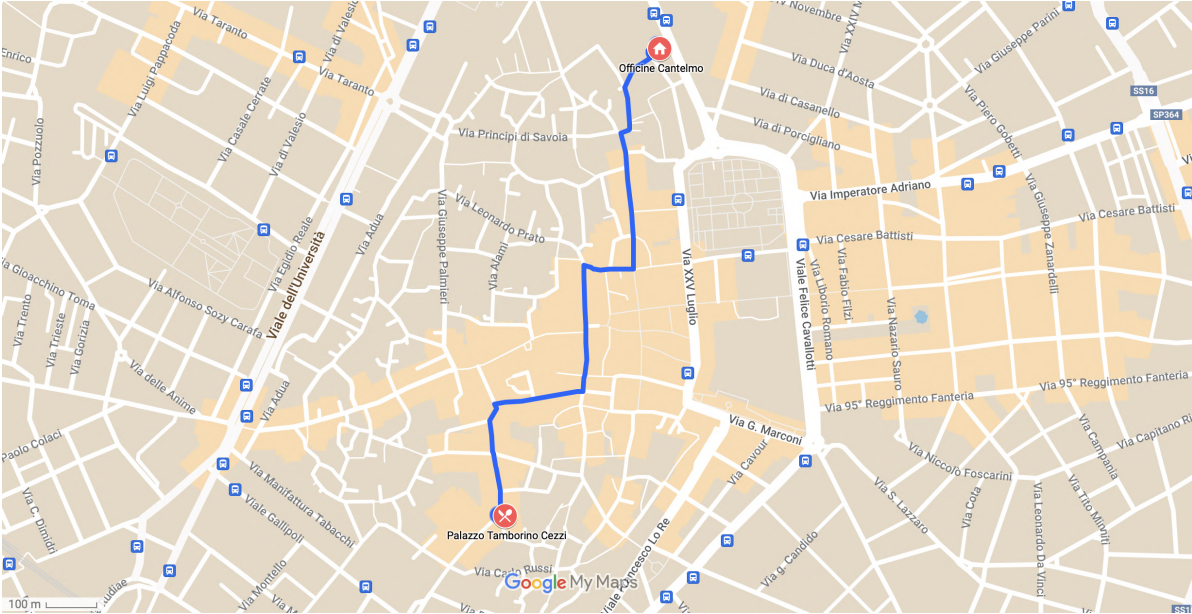 Via Taranto
Via di Valesio
IV Novembre
Via XXIV M
Via Giuseppe Parini
Enrico
Via Luigi Pappacoda
Officine Cantelmo
Via Duca d'Aosta
Via Taranto
SS16
Via Casale Cerrate
Via di Casanello
Via Piero Gobetti
SP364
Via Pozzuolo
Via di Valesio
Via Principi di Savoia
Via di Porcigliano
Via Imperatore Adriano
Via Giuseppe Zanardelli
Via Giuseppe Palmieri
Via Leonardo Prato
Via Cesare Battisti
Via Adua
Via Egidio Reale
Via Cesare Battisti
Via Alami
Via XXV Luglio
Viale Felice Cavallotti
Via Liborio Romano
Via Fabio Filzi
Via Gioacchino Toma
Via Alfonso Sozy Carafa
Viale dell'Università
Via Trento
Via Trieste
Via Gorizia
Via Nazario Sauro
Via delle Anime
Via Adua
Via 95° Reggimento Fanteria
Via 95° Reggimento Fanteria
Via G. Marconi
Paolo Colaci
Via Cavour
Via Niccolo Foscarini
Via Campania
Via Capitano Ri
Via Manifattura Tabacchi
Viale Gallipoli
Via C. Dimidri
Via S. Lazzaro
Via Cota
Via Leonardo Da Vinci
Via Tito Minniti
Palazzo Tamborino Cezzi
Viale Francesco Lo Re
Via g. Candido
Via Carlo Russi
Google My Maps
Via Montello
100 m